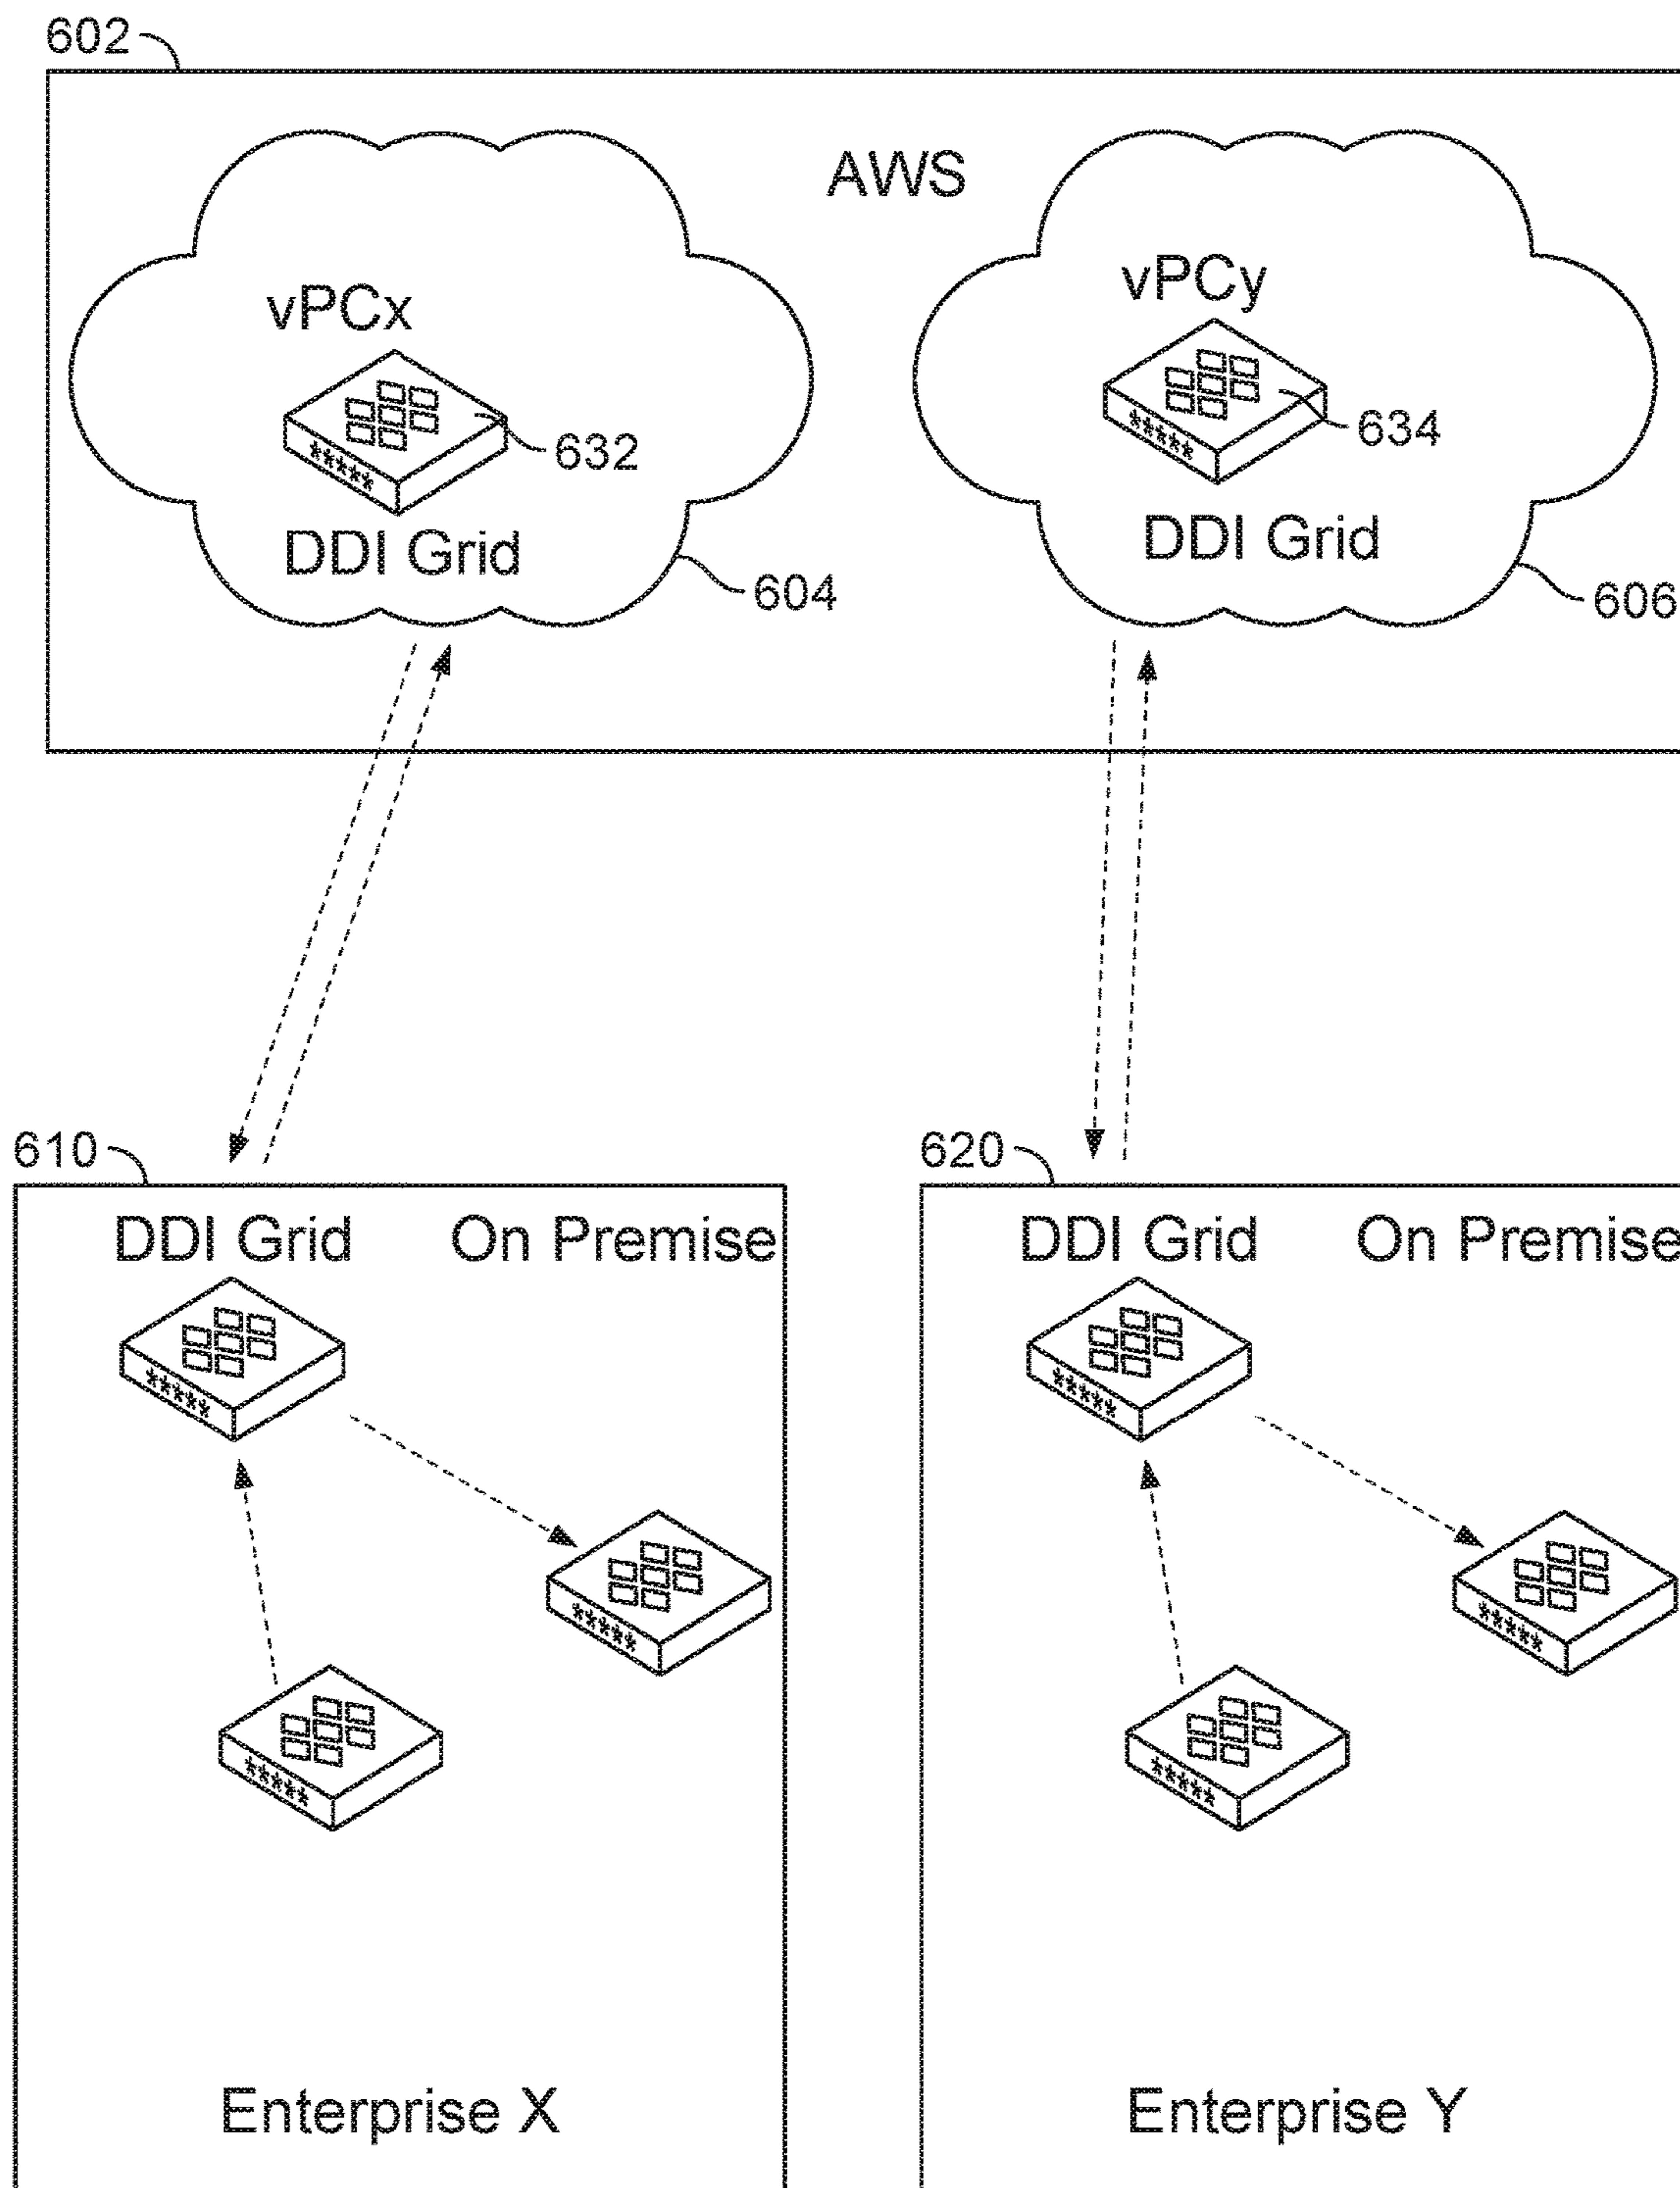 602
AWS
vPCx
vPCy
632
634
DDI Grid
DDI Grid
604
606
610
620
DDI Grid
On Premise
DDI Grid
On Premise
*****
*****
*****
*****
*****
*****
*****
*****
Enterprise X
Enterprise Y